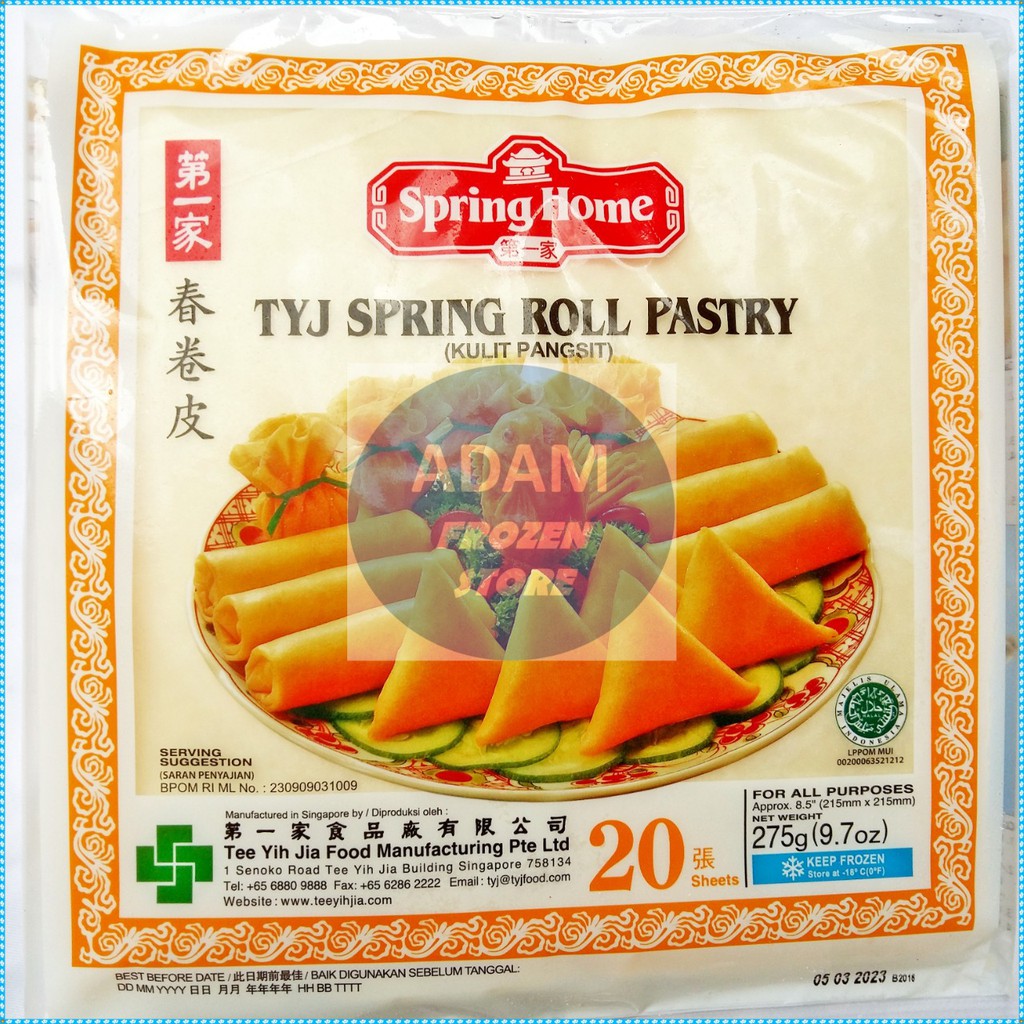 第一家
春卷皮
Spring Home
第一家
TYJ SPRING ROLL PASTRY
(KULIT PANGSIT)
ADAM
FROZEN
STORE
SERVING
SUGGESTION
(SARAN PENYAJIAN)
BPOM RI ML No. : 230909031009
MAJELIS ULAMA INDONESIA
حلال
HALAL
LPPOM MUI
00200063521212
Manufactured in Singapore by / Diproduksi oleh :
第一家食品廠有限公司
Tee Yih Jia Food Manufacturing Pte Ltd
1 Senoko Road Tee Yih Jia Building Singapore 758134
Tel: +65 6880 9888 Fax: +65 6286 2222 Email : tyj@tyjfood.com
Website : www.teeyihjia.com
20 張
Sheets
FOR ALL PURPOSES
Approx. 8.5" (215mm x 215mm)
NET WEIGHT
275g (9.7oz)
KEEP FROZEN
Store at -18° C(0°F)
BEST BEFORE DATE / 此日期前最佳 / BAIK DIGUNAKAN SEBELUM TANGGAL:
DD MM YYYY 日日 月月 年年年年 HH BB TTTT
05 03 2023 B2018